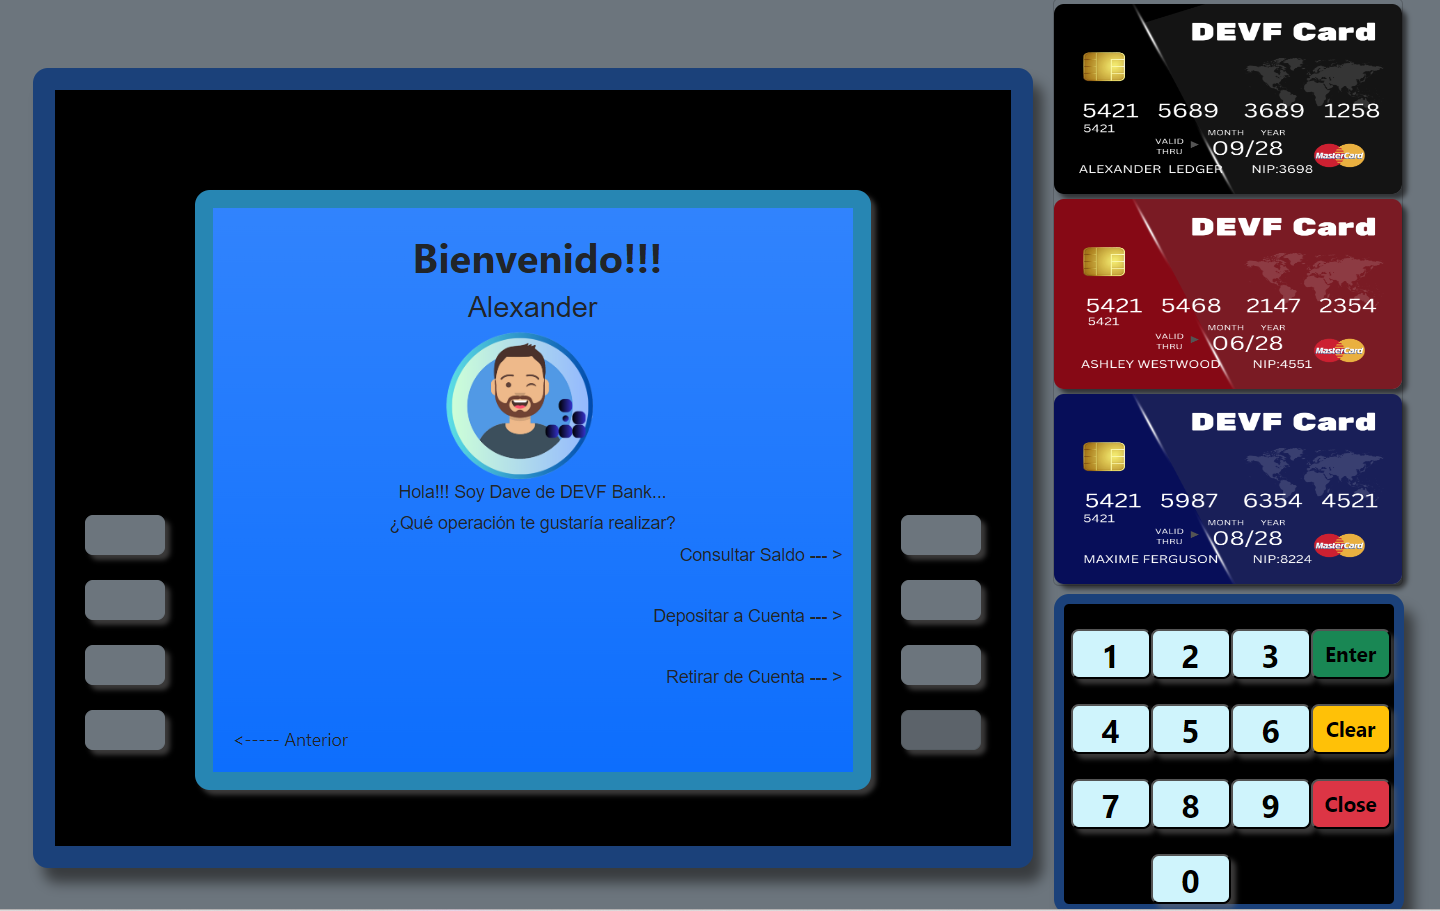 Bienvenido!!!
Alexander
Hola!!! Soy Dave de DEVF Bank...
¿Qué operación te gustaría realizar?
Consultar Saldo --- >
Depositar a Cuenta --- >
Retirar de Cuenta --- >
<----- Anterior
DEVF Card
5421 5689 3689 1258
5421
MONTH YEAR
VALID THRU
09/28
ALEXANDER LEDGER NIP:3698
MasterCard
DEVF Card
5421 5468 2147 2354
5421
MONTH YEAR
VALID THRU
06/28
ASHLEY WESTWOOD NIP:4551
MasterCard
DEVF Card
5421 5987 6354 4521
5421
MONTH YEAR
VALID THRU
08/28
MAXIME FERGUSON NIP:8224
MasterCard
1 2 3 Enter
4 5 6 Clear
7 8 9 Close
0